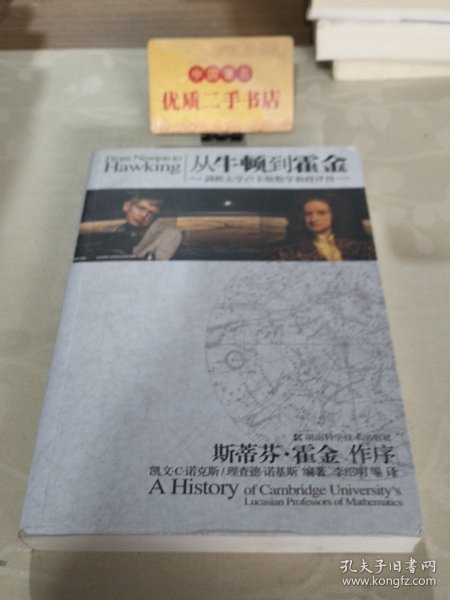 中国著名
优质二手书店
From Newton to
Hawking
从牛顿到霍金
剑桥大学卢卡斯数学教授评传
湖南科学技术出版社
斯蒂芬·霍金 作序
凯文·C·诺克斯/理查德·诺基斯 编著 李绍明 等 译
A History of Cambridge University's
Lucasian Professors of Mathematics
孔夫子旧书网
www.kongfz.com